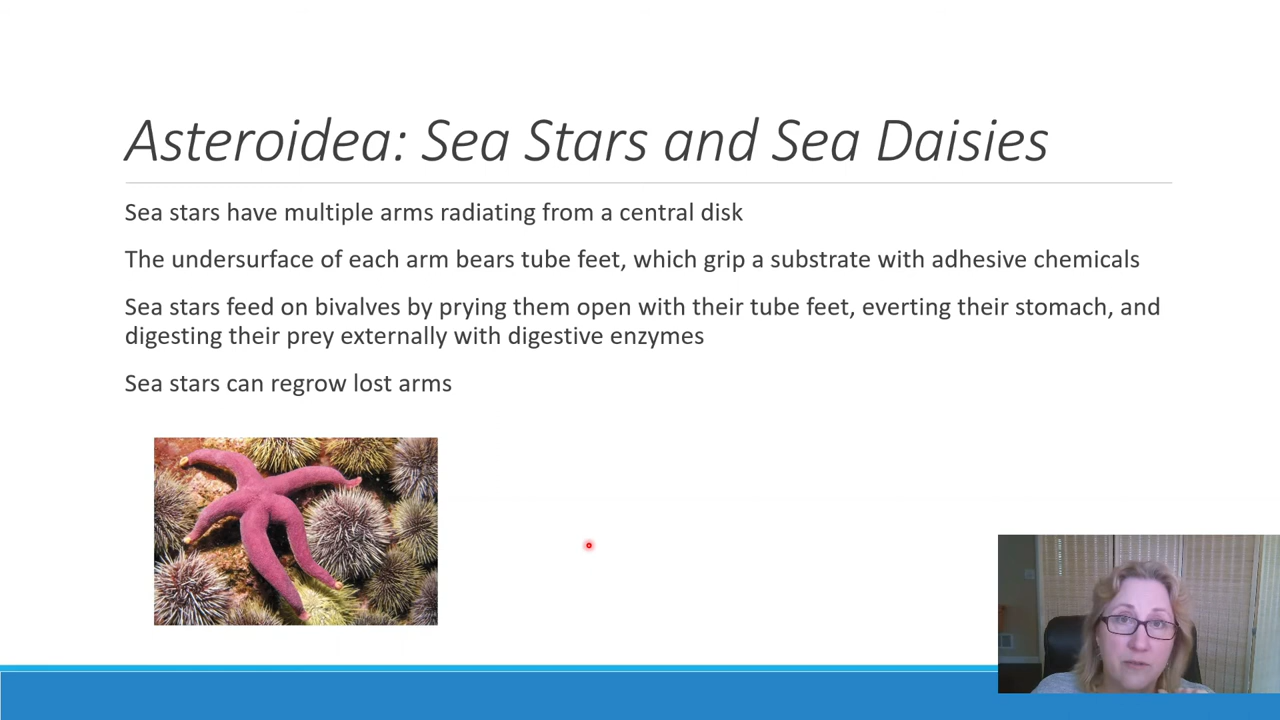 Asteroidea: Sea Stars and Sea Daisies
Sea stars have multiple arms radiating from a central disk
The undersurface of each arm bears tube feet, which grip a substrate with adhesive chemicals
Sea stars feed on bivalves by prying them open with their tube feet, everting their stomach, and
digesting their prey externally with digestive enzymes
Sea stars can regrow lost arms